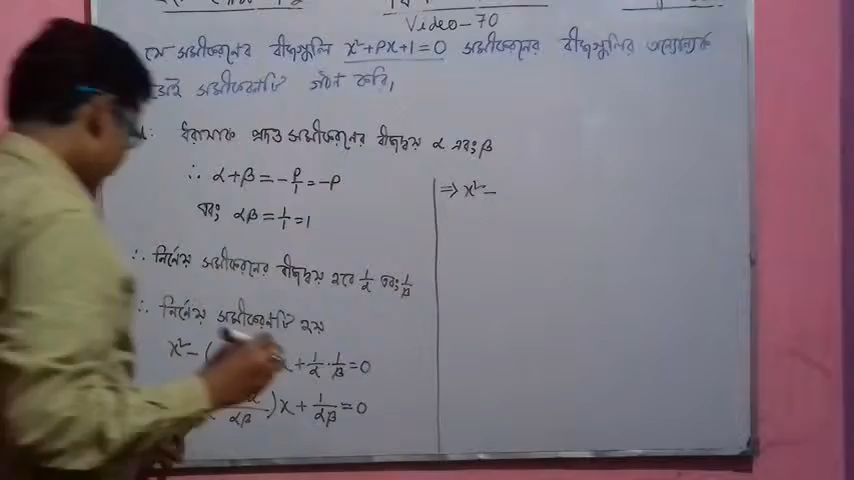 Video-70
যে সমীকরণের বীজগুলি x²+px+1=0 সমীকরণের বীজগুলির অন্যোন্যক
সেই সমীকরণটি গঠন করি,
ধরাযাক প্রদত্ত সমীকরণের বীজদ্বয় α এবং β
∴ α+β = -p/1 = -p
এবং αβ = 1/1 = 1
∴ নির্ণেয় সমীকরণের বীজদ্বয় হবে 1/α এবং 1/β
∴ নির্ণেয় সমীকরণটি হয়
x² - ( x + 1/α · 1/β = 0
αβ )x + 1/αβ = 0
⇒ x² -